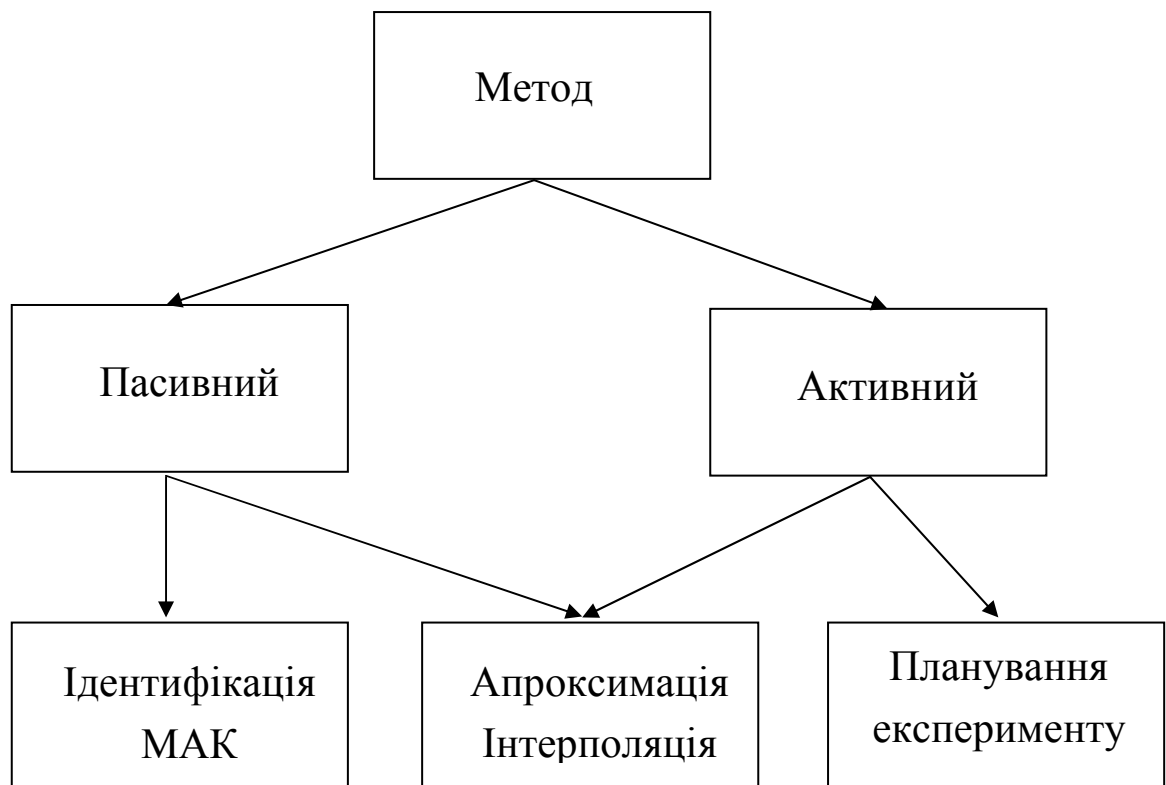 Метод
Пасивний
Активний
Ідентифікація
МАК
Апроксимація
Інтерполяція
Планування
експерименту